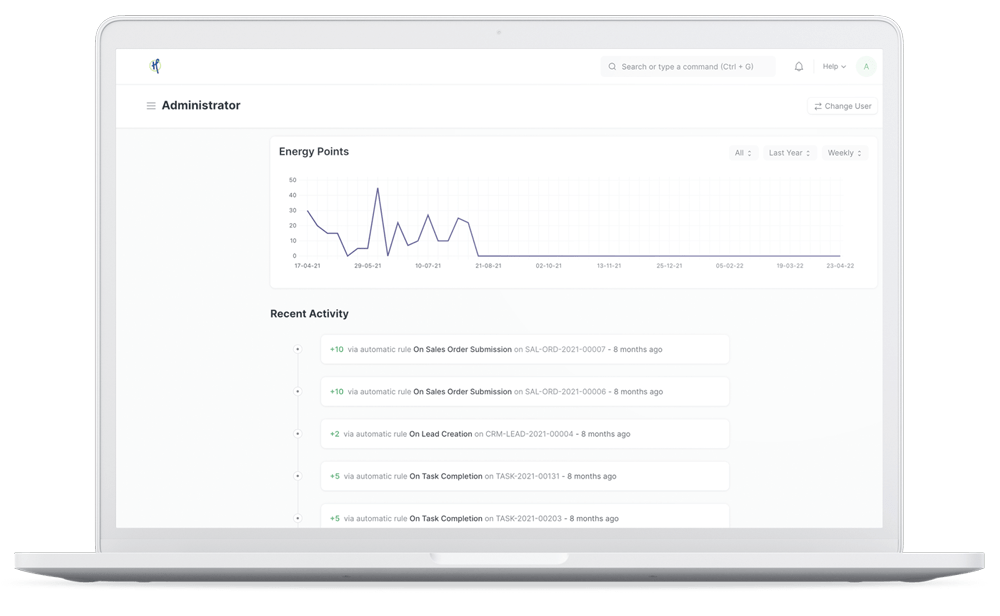 Search or type a command (Ctrl + G)
Help
A
Administrator
Change User
Energy Points
All
Last Year
Weekly
50
40
30
20
10
0
17-04-21 29-05-21 10-07-21 21-08-21 02-10-21 13-11-21 25-12-21 05-02-22 19-03-22 23-04-22
Recent Activity
+10 via automatic rule On Sales Order Submission on SAL-ORD-2021-00007 - 8 months ago
+10 via automatic rule On Sales Order Submission on SAL-ORD-2021-00006 - 8 months ago
+2 via automatic rule On Lead Creation on CRM-LEAD-2021-00004 - 8 months ago
+5 via automatic rule On Task Completion on TASK-2021-00131 - 8 months ago
+5 via automatic rule On Task Completion on TASK-2021-00203 - 8 months ago